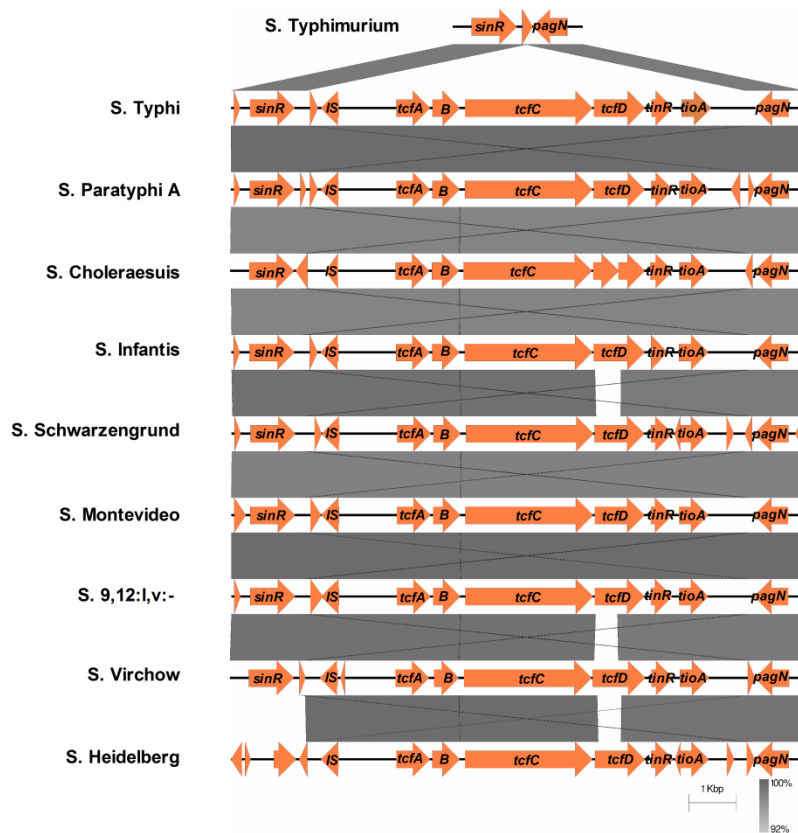 S. Typhimurium sinR pagN
S. Typhi sinR IS tcfA B tcfC tcfD tinR tioA pagN
S. Paratyphi A sinR IS tcfA B tcfC tcfD tinR tioA pagN
S. Choleraesuis sinR IS tcfA B tcfC tinR tioA pagN
S. Infantis sinR IS tcfA B tcfC tcfD tinR tioA pagN
S. Schwarzengrund sinR IS tcfA B tcfC tcfD tinR tioA pagN
S. Montevideo sinR IS tcfA B tcfC tcfD tinR tioA pagN
S. 9,12:l,v:- sinR IS tcfA B tcfC tcfD tinR tioA pagN
S. Virchow sinR IS tcfA B tcfC tcfD tinR tioA pagN
S. Heidelberg IS tcfA B tcfC tcfD tinR tioA pagN
1 Kbp
100%
92%